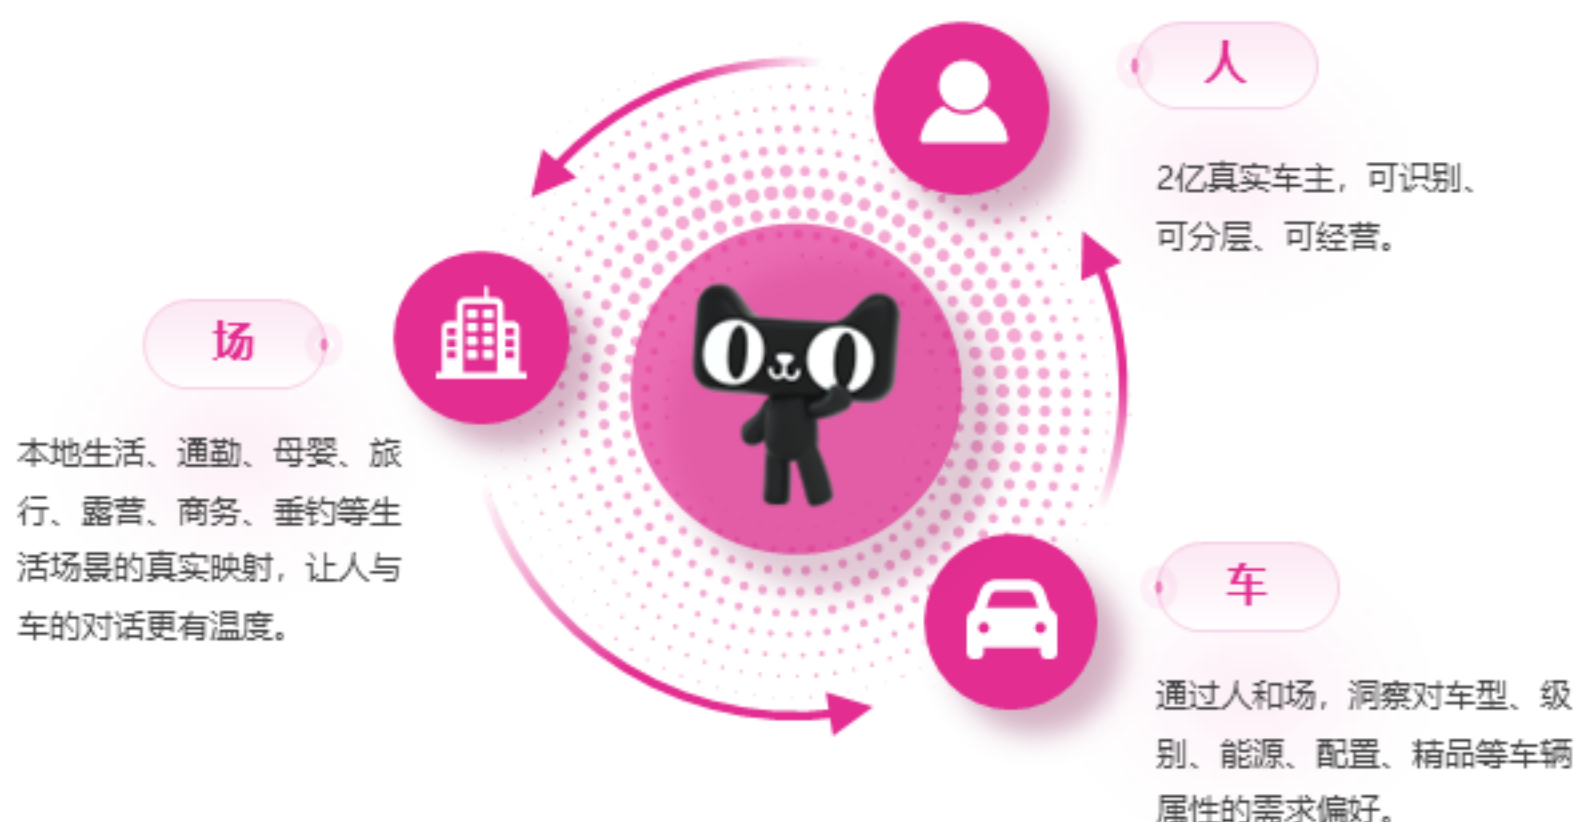 人
2亿真实车主，可识别、
可分层、可经营。
场
本地生活、通勤、母婴、旅
行、露营、商务、垂钓等生
活场景的真实映射，让人与
车的对话更有温度。
车
通过人和场，洞察对车型、级
别、能源、配置、精品等车辆
属性的需求偏好。